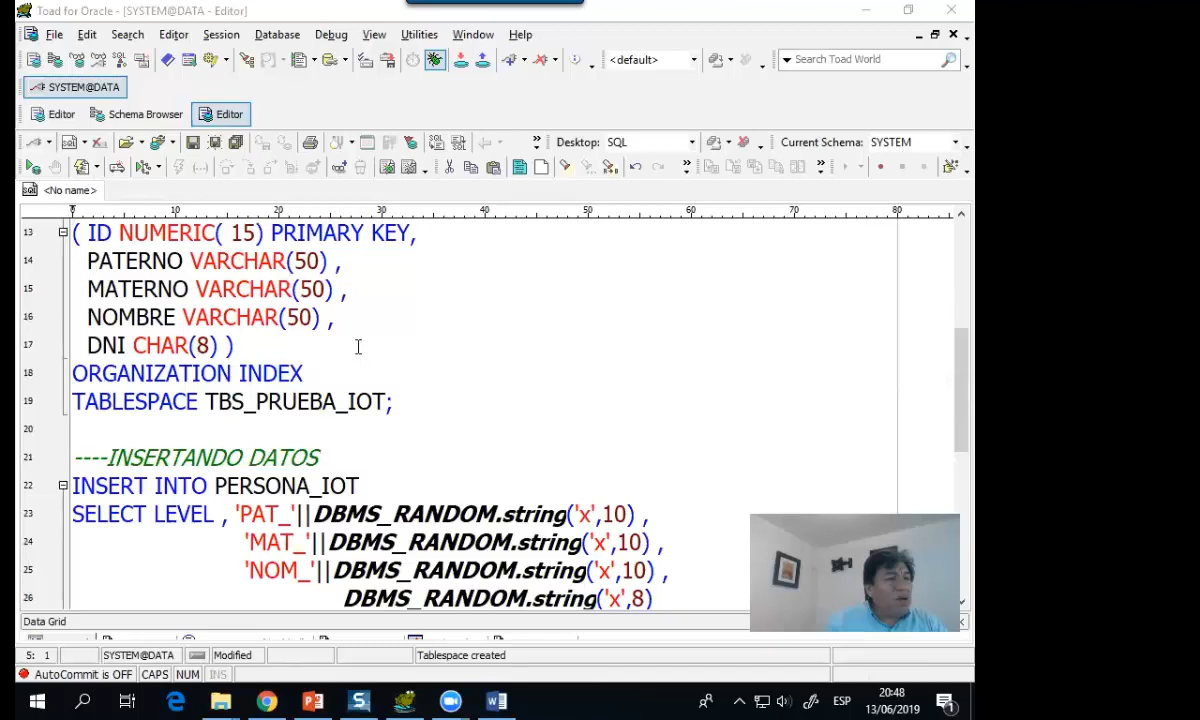 Toad for Oracle - [SYSTEM@DATA - Editor]
File Edit Search Editor Session Database Debug View Utilities Window Help
<default> Search Toad World
SYSTEM@DATA
Editor Schema Browser Editor
Desktop: SQL Current Schema: SYSTEM
<No name>
0 10 20 30 40 50 60 70 80
13 ( ID NUMERIC( 15) PRIMARY KEY,
14 PATERNO VARCHAR(50) ,
15 MATERNO VARCHAR(50) ,
16 NOMBRE VARCHAR(50) ,
17 DNI CHAR(8) )
18 ORGANIZATION INDEX
19 TABLESPACE TBS_PRUEBA_IOT;
20
21 ----INSERTANDO DATOS
22 INSERT INTO PERSONA_IOT
23 SELECT LEVEL , 'PAT_'||DBMS_RANDOM.string('x',10) ,
24 'MAT_'||DBMS_RANDOM.string('x',10) ,
25 'NOM_'||DBMS_RANDOM.string('x',10) ,
26 DBMS_RANDOM.string('x',8)
Data Grid
5: 1 SYSTEM@DATA Modified Tablespace created
AutoCommit is OFF CAPS NUM INS
ESP 20:48
13/06/2019 1